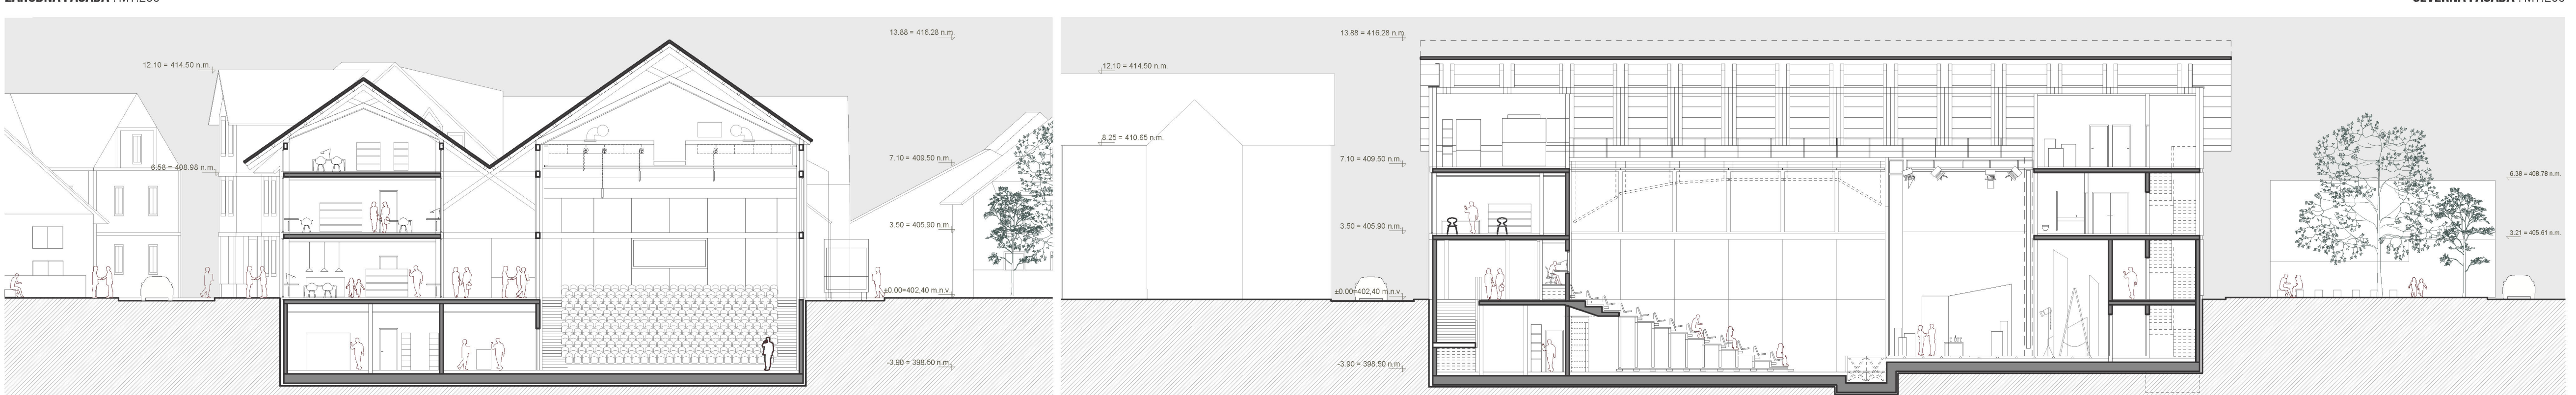 13.88 = 416.28 n.m.
12.10 = 414.50 n.m.
7.10 = 409.50 n.m.
6.58 = 408.98 n.m.
3.50 = 405.90 n.m.
±0.00=402,40 m.n.v.
-3.90 = 398.50 n.m.
13.88 = 416.28 n.m.
12.10 = 414.50 n.m.
8.25 = 410.65 n.m.
7.10 = 409.50 n.m.
6.38 = 408.78 n.m.
3.50 = 405.90 n.m.
3.21 = 405.61 n.m.
±0.00=402,40 m.n.v.
-3.90 = 398.50 n.m.